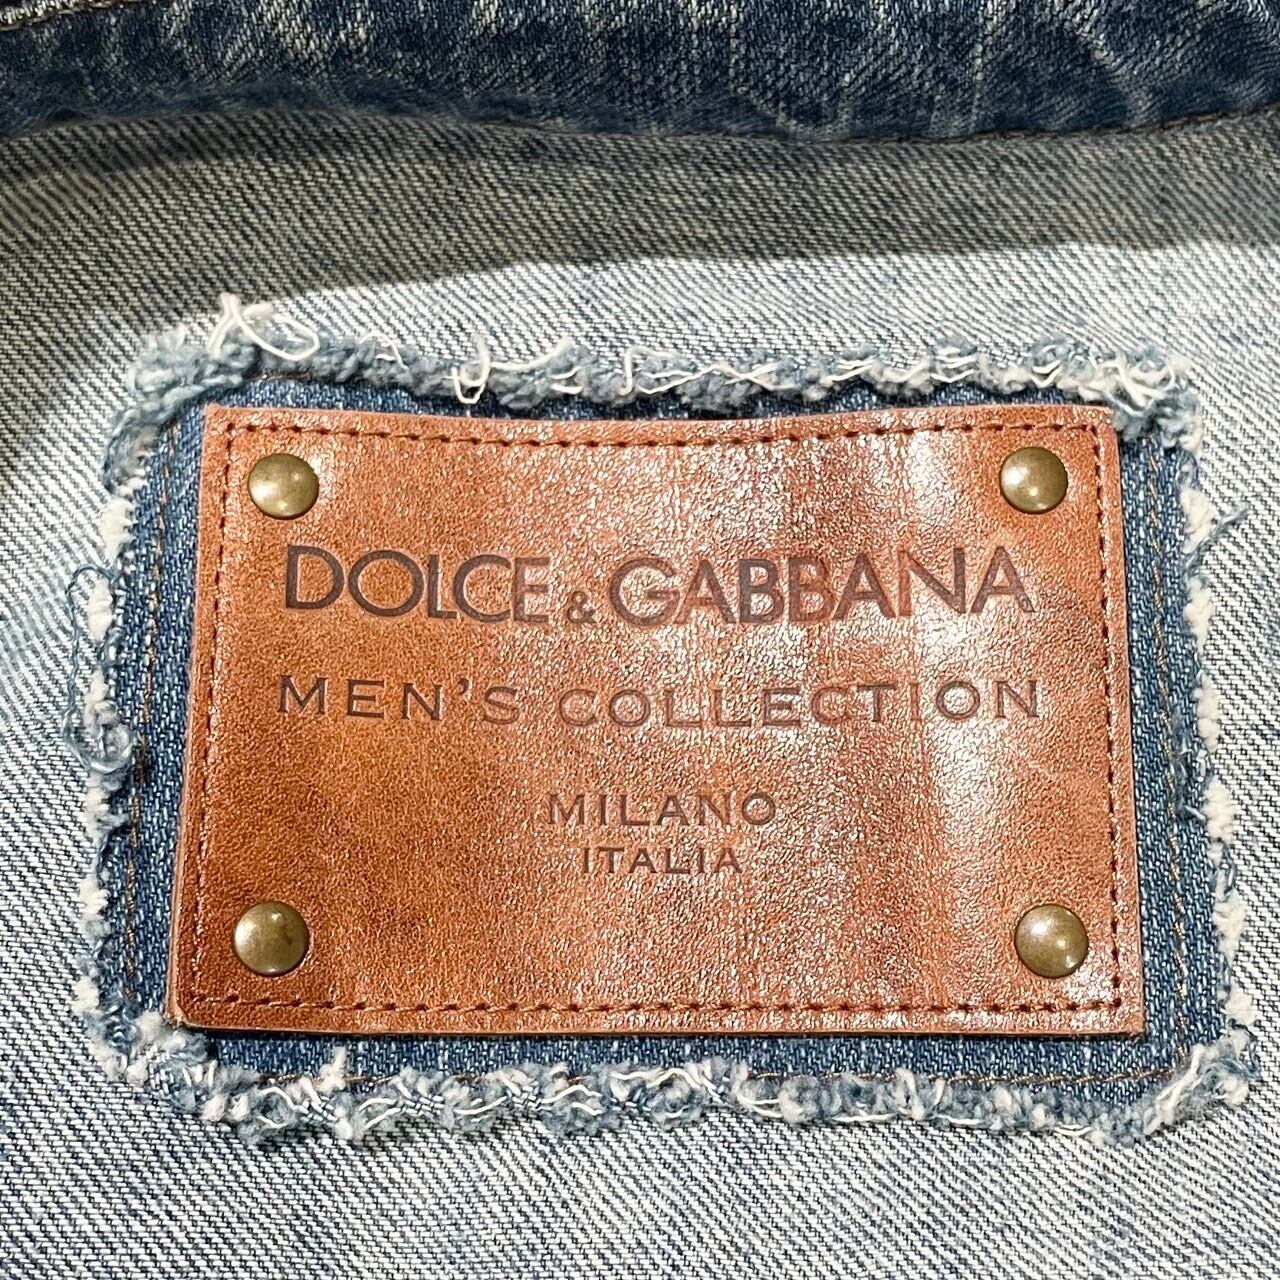 DOLCE & GABBANA
MEN'S COLLECTION
MILANO
ITALIA